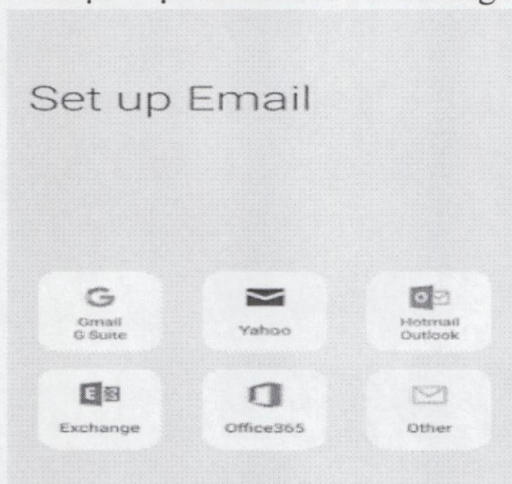 Set up Email
Gmail
G Suite
Yahoo
Hotmail
Outlook
Exchange
Office365
Other